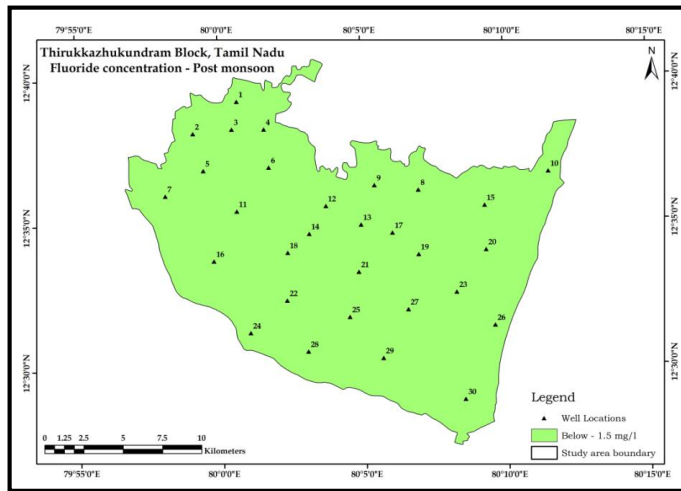 79°55'0"E 80°0'0"E 80°5'0"E 80°10'0"E 80°15'0"E
Thirukkazhukundram Block, Tamil Nadu
Fluoride concentration - Post monsoon
N
12°40'0"N 12°40'0"N
1
2 3 4
5 6
7
8
9
10
11
12
13
14
15
12°35'0"N 12°35'0"N
16
17
18
19
20
21
22
23
24
25
26
27
28
29
30
12°30'0"N 12°30'0"N
Legend
Well Locations
Below - 1.5 mg/l
Study area boundary
0 1.25 2.5 5 7.5 10
Kilometers
79°55'0"E 80°0'0"E 80°5'0"E 80°10'0"E 80°15'0"E